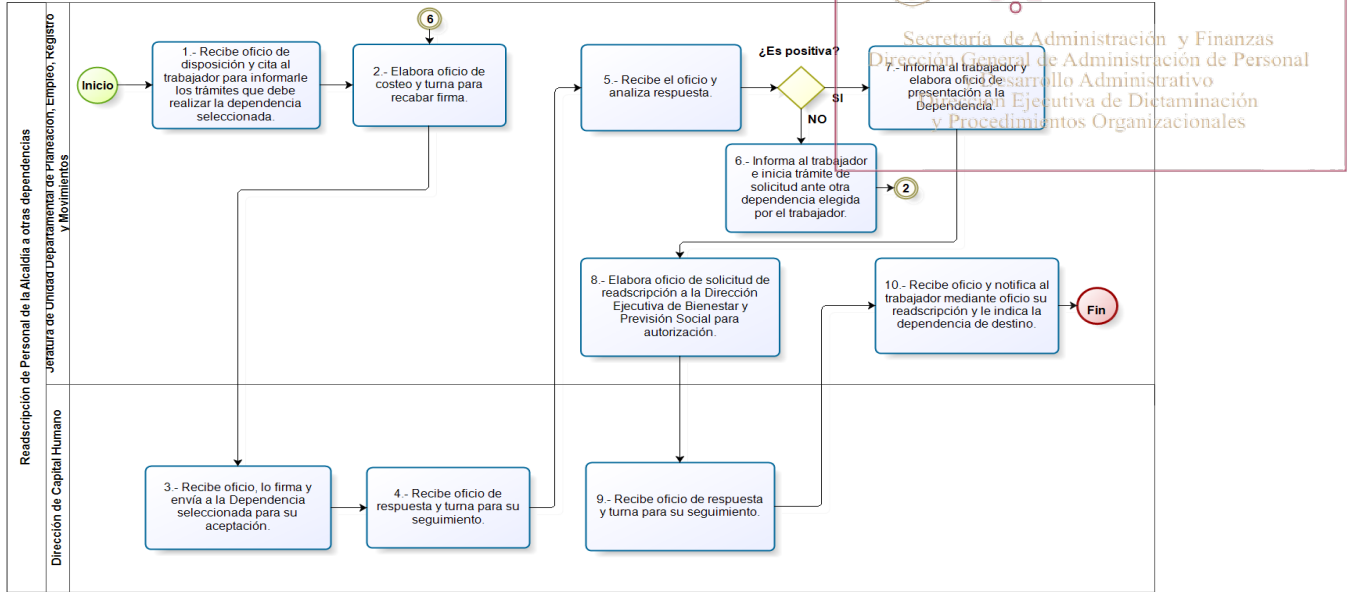 Readscripción de Personal de la Alcaldía a otras dependencias
Jefatura de Unidad Departamental de Planeación, Empleo, Registro
y Movimientos
Inicio
1.- Recibe oficio de
disposición y cita al
trabajador para informarle
los trámites que debe
realizar la dependencia
seleccionada.
6
2.- Elabora oficio de
costeo y turna para
recabar firma.
5.- Recibe el oficio y
analiza respuesta.
¿Es positiva?
SI
NO
6.- Informa al trabajador
e inicia trámite de
solicitud ante otra
dependencia elegida
por el trabajador.
2
7.- Informa al trabajador y
elabora oficio de
presentación a la
Dependencia.
Secretaría de Administración y Finanzas
Dirección General de Administración de Personal
Desarrollo Administrativo
Dirección Ejecutiva de Dictaminación
y Procedimientos Organizacionales
8.- Elabora oficio de solicitud de
readscripción a la Dirección
Ejecutiva de Bienestar y
Previsión Social para
autorización.
10.- Recibe oficio y notifica al
trabajador mediante oficio su
readscripción y le indica la
dependencia de destino.
Fin
Dirección de Capital Humano
3.- Recibe oficio, lo firma y
envía a la Dependencia
seleccionada para su
aceptación.
4.- Recibe oficio de
respuesta y turna para su
seguimiento.
9.- Recibe oficio de respuesta
y turna para su seguimiento.